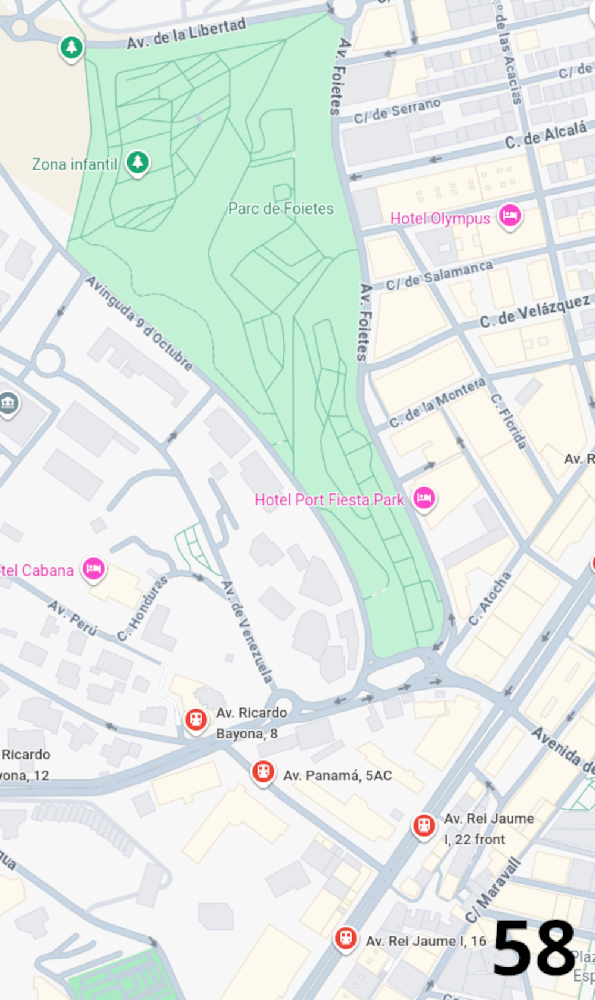 Av. de la Libertad
Av. Foietes
de las Acacias
C/ de
C/ de Serrano
C. de Alcalá
Zona infantil
Parc de Foietes
Hotel Olympus
C/ de Salamanca
Av. Foietes
C. de Velázquez
Avinguda 9 d'Octubre
C. de la Montera
C. Florida
Av. R
Hotel Port Fiesta Park
tel Cabana
C. Hondures
Av. Perú
Av. de Venezuela
C. Atocha
Av. Ricardo
Bayona, 8
Ricardo
yona, 12
Avenida de
Av. Panamá, 5AC
Av. Rei Jaume
I, 22 front
C/ Maravall
Av. Rei Jaume I, 16
58
Plaz
Esp